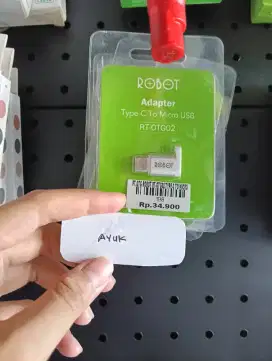 ROBOT
Adapter
Type C To Micro USB
RT-OTG02
ROBOT
Rp.34.900
AYUK